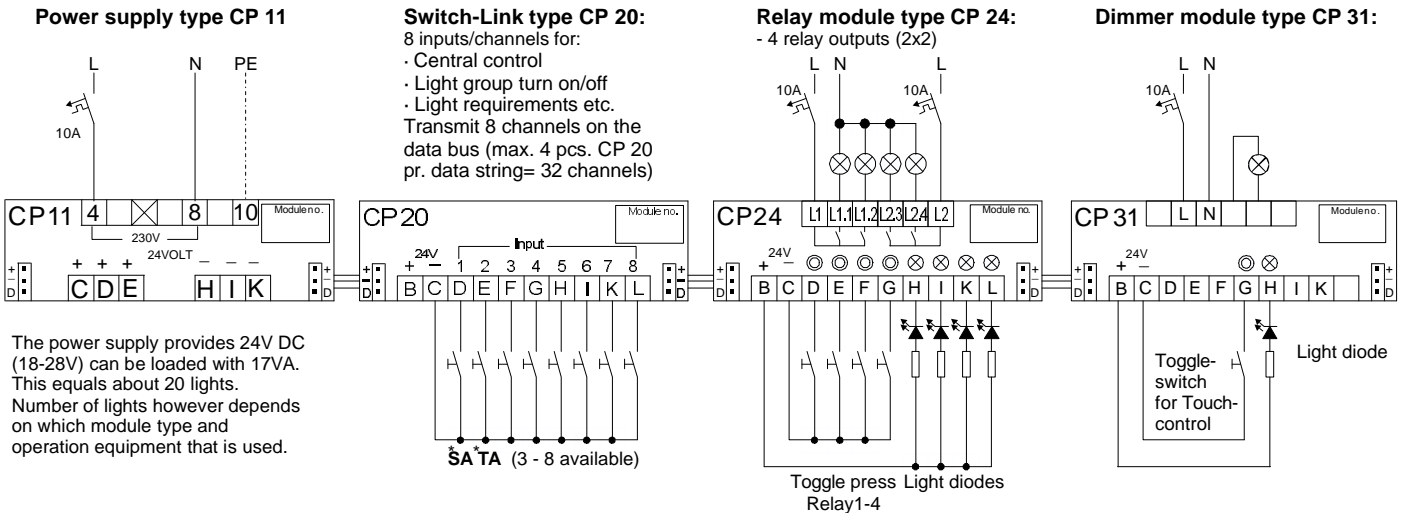 Power supply type CP 11
L N PE
10A
CP11 4 8 10 Module no.
230V
24VOLT
+ + + – – –
+ – D C D E H I K + – D
The power supply provides 24V DC
(18-28V) can be loaded with 17VA.
This equals about 20 lights.
Number of lights however depends
on which module type and
operation equipment that is used.
Switch-Link type CP 20:
8 inputs/channels for:
· Central control
· Light group turn on/off
· Light requirements etc.
Transmit 8 channels on the
data bus (max. 4 pcs. CP 20
pr. data string= 32 channels)
CP20 Module no.
Input
24V
+ – 1 2 3 4 5 6 7 8
+ – D B C D E F G H I K L + – D
*SA *TA (3 - 8 available)
Relay module type CP 24:
- 4 relay outputs (2x2)
L N L
10A 10A
CP24 L1 L1.1 L1.2 L2.3 L2.4 L2 Module no.
24V
+ –
+ – D B C D E F G H I K L + – D
Toggle press Light diodes
Relay1-4
Dimmer module type CP 31:
L N
10A
CP 31 L N Module no.
24V
+ –
+ – D B C D E F G H I K + – D
Toggle-
switch
for Touch-
control
Light diode